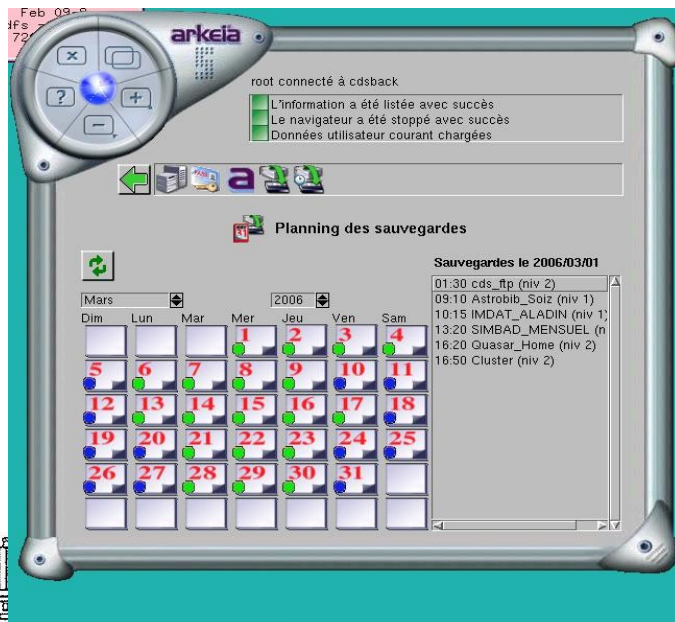 Feb 09
arkeia
root connecté à cdsback
L'information a été listée avec succès
Le navigateur a été stoppé avec succès
Données utilisateur courant chargées
Planning des sauvegardes
Sauvegardes le 2006/03/01
Mars 2006
Dim Lun Mar Mer Jeu Ven Sam
1 2 3 4
5 6 7 8 9 10 11
12 13 14 15 16 17 18
19 20 21 22 23 24 25
26 27 28 29 30 31
01:30 cds_ftp (niv 2)
09:10 Astrobib_Soiz (niv 1)
10:15 IMDAT_ALADIN (niv 1)
13:20 SIMBAD_MENSUEL (n
16:20 Quasar_Home (niv 2)
16:50 Cluster (niv 2)